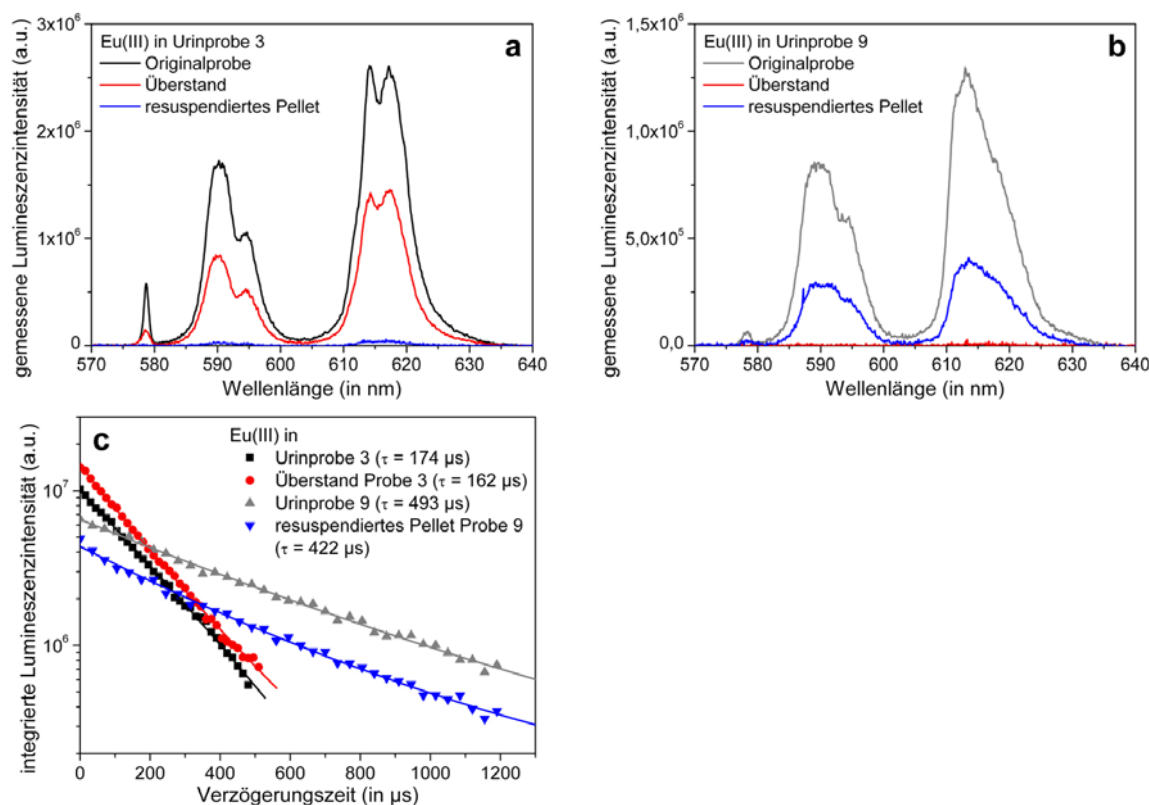 a
Eu(III) in Urinprobe 3
Originalprobe
Überstand
resuspendiertes Pellet
3x10⁶
2x10⁶
1x10⁶
0
gemessene Lumineszenzintensität (a.u.)
570 580 590 600 610 620 630 640
Wellenlänge (in nm)
b
Eu(III) in Urinprobe 9
Originalprobe
Überstand
resuspendiertes Pellet
1,5x10⁶
1,0x10⁶
5,0x10⁵
0,0
gemessene Lumineszenzintensität (a.u.)
570 580 590 600 610 620 630 640
Wellenlänge (in nm)
c
Eu(III) in
Urinprobe 3 (τ = 174 µs)
Überstand Probe 3 (τ = 162 µs)
Urinprobe 9 (τ = 493 µs)
resuspendiertes Pellet Probe 9
(τ = 422 µs)
10⁷
10⁶
integrierte Lumineszenzintensität (a.u.)
0 200 400 600 800 1000 1200
Verzögerungszeit (in µs)